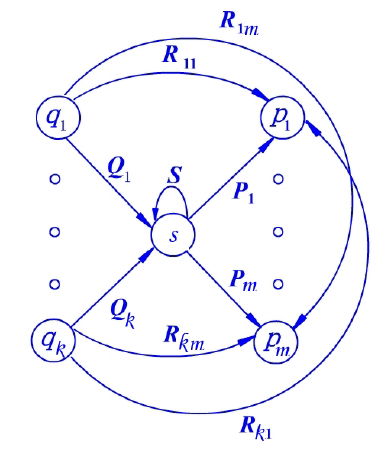 R₁ₘ
R₁₁
q₁
p₁
Q₁
S
P₁
s
Qₖ
Pₘ
qₖ
Rₖₘ
pₘ
Rₖ₁